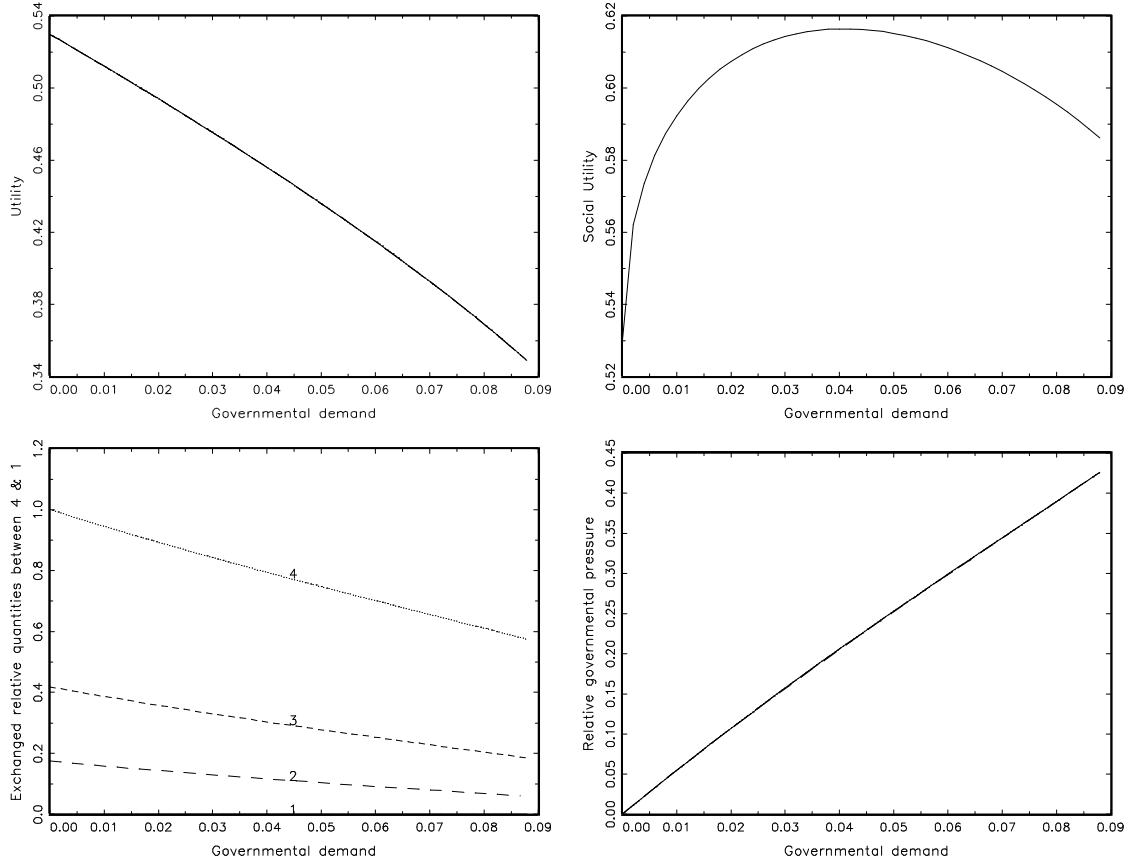 Utility
0.54
0.50
0.46
0.42
0.38
0.34
0.00 0.01 0.02 0.03 0.04 0.05 0.06 0.07 0.08 0.09
Governmental demand
Social Utility
0.62
0.60
0.58
0.56
0.54
0.52
0.00 0.01 0.02 0.03 0.04 0.05 0.06 0.07 0.08 0.09
Governmental demand
Exchanged relative quantities between 4 & 1
1.2
1.0
0.8
0.6
0.4
0.2
0.0
4
3
2
1
0.00 0.01 0.02 0.03 0.04 0.05 0.06 0.07 0.08 0.09
Governmental demand
Relative governmental pressure
0.45
0.40
0.35
0.30
0.25
0.20
0.15
0.10
0.05
0.00
0.00 0.01 0.02 0.03 0.04 0.05 0.06 0.07 0.08 0.09
Governmental demand